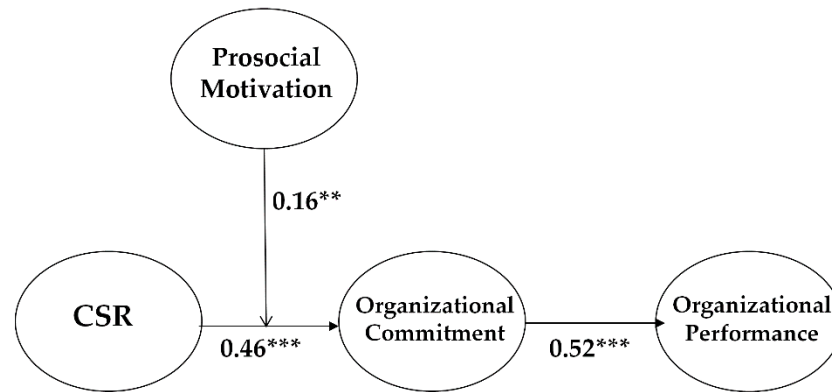 Prosocial
Motivation
0.16**
CSR
0.46***
Organizational
Commitment
0.52***
Organizational
Performance